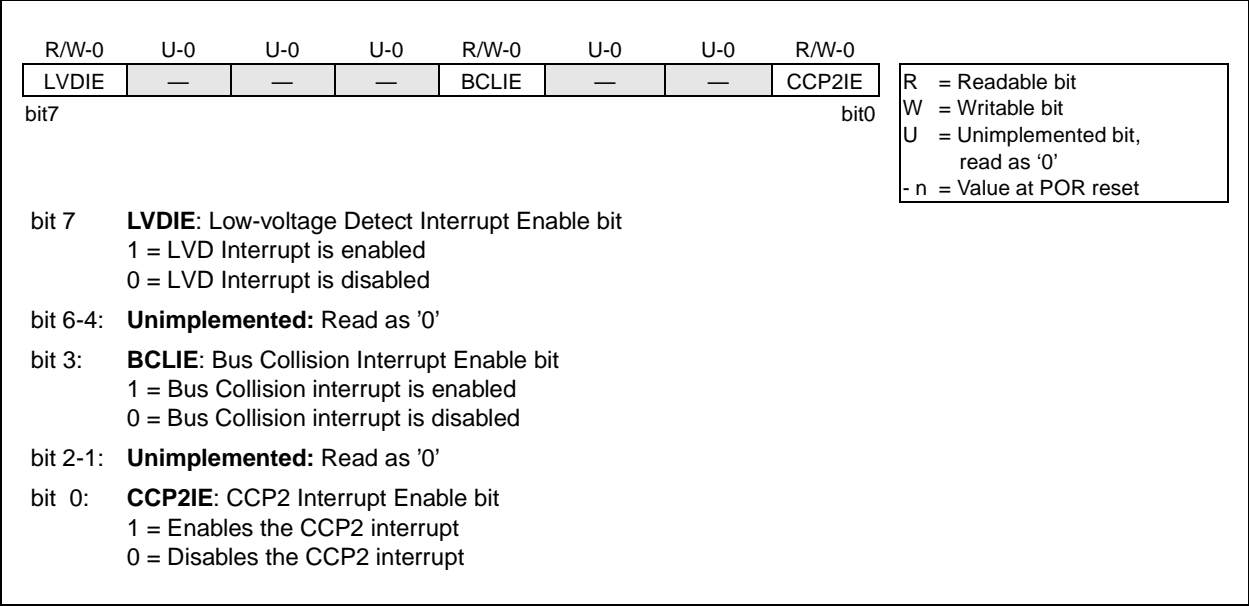 R/W-0 U-0 U-0 U-0 R/W-0 U-0 U-0 R/W-0
LVDIE — — — BCLIE — — CCP2IE
bit7 bit0
R = Readable bit
W = Writable bit
U = Unimplemented bit,
read as ‘0’
- n = Value at POR reset
bit 7 LVDIE: Low-voltage Detect Interrupt Enable bit
1 = LVD Interrupt is enabled
0 = LVD Interrupt is disabled
bit 6-4: Unimplemented: Read as '0'
bit 3: BCLIE: Bus Collision Interrupt Enable bit
1 = Bus Collision interrupt is enabled
0 = Bus Collision interrupt is disabled
bit 2-1: Unimplemented: Read as '0'
bit 0: CCP2IE: CCP2 Interrupt Enable bit
1 = Enables the CCP2 interrupt
0 = Disables the CCP2 interrupt